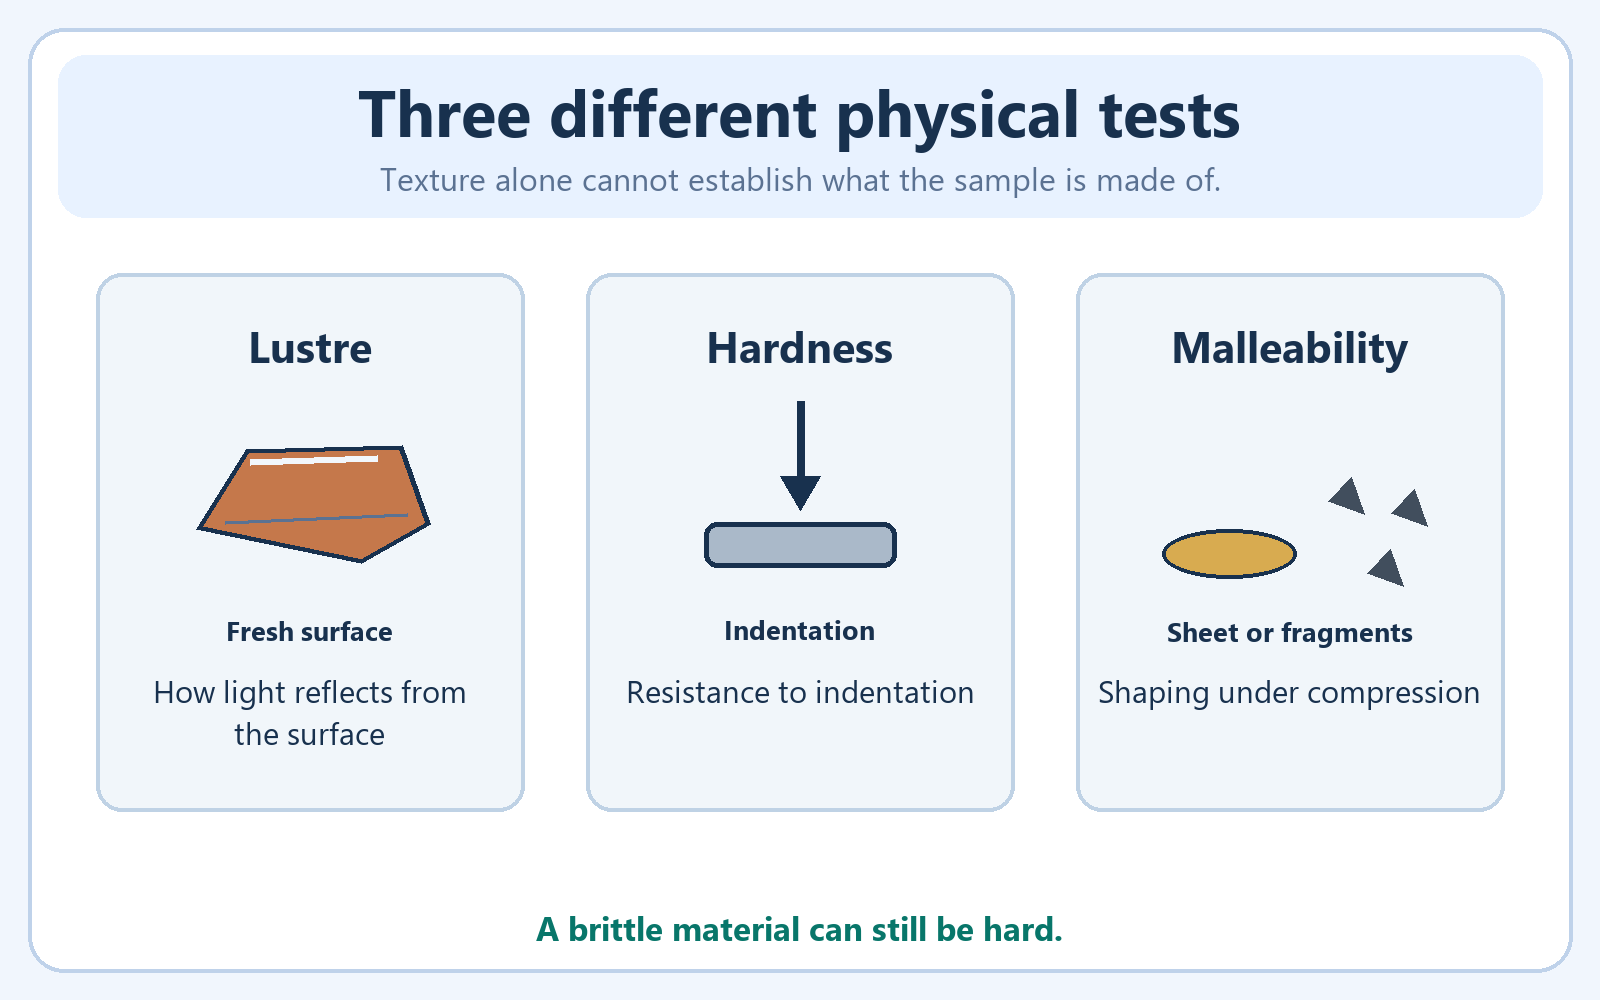 Three different physical tests
Texture alone cannot establish what the sample is made of.
Lustre
Fresh surface
How light reflects from
the surface
Hardness
Indentation
Resistance to indentation
Malleability
Sheet or fragments
Shaping under compression
A brittle material can still be hard.